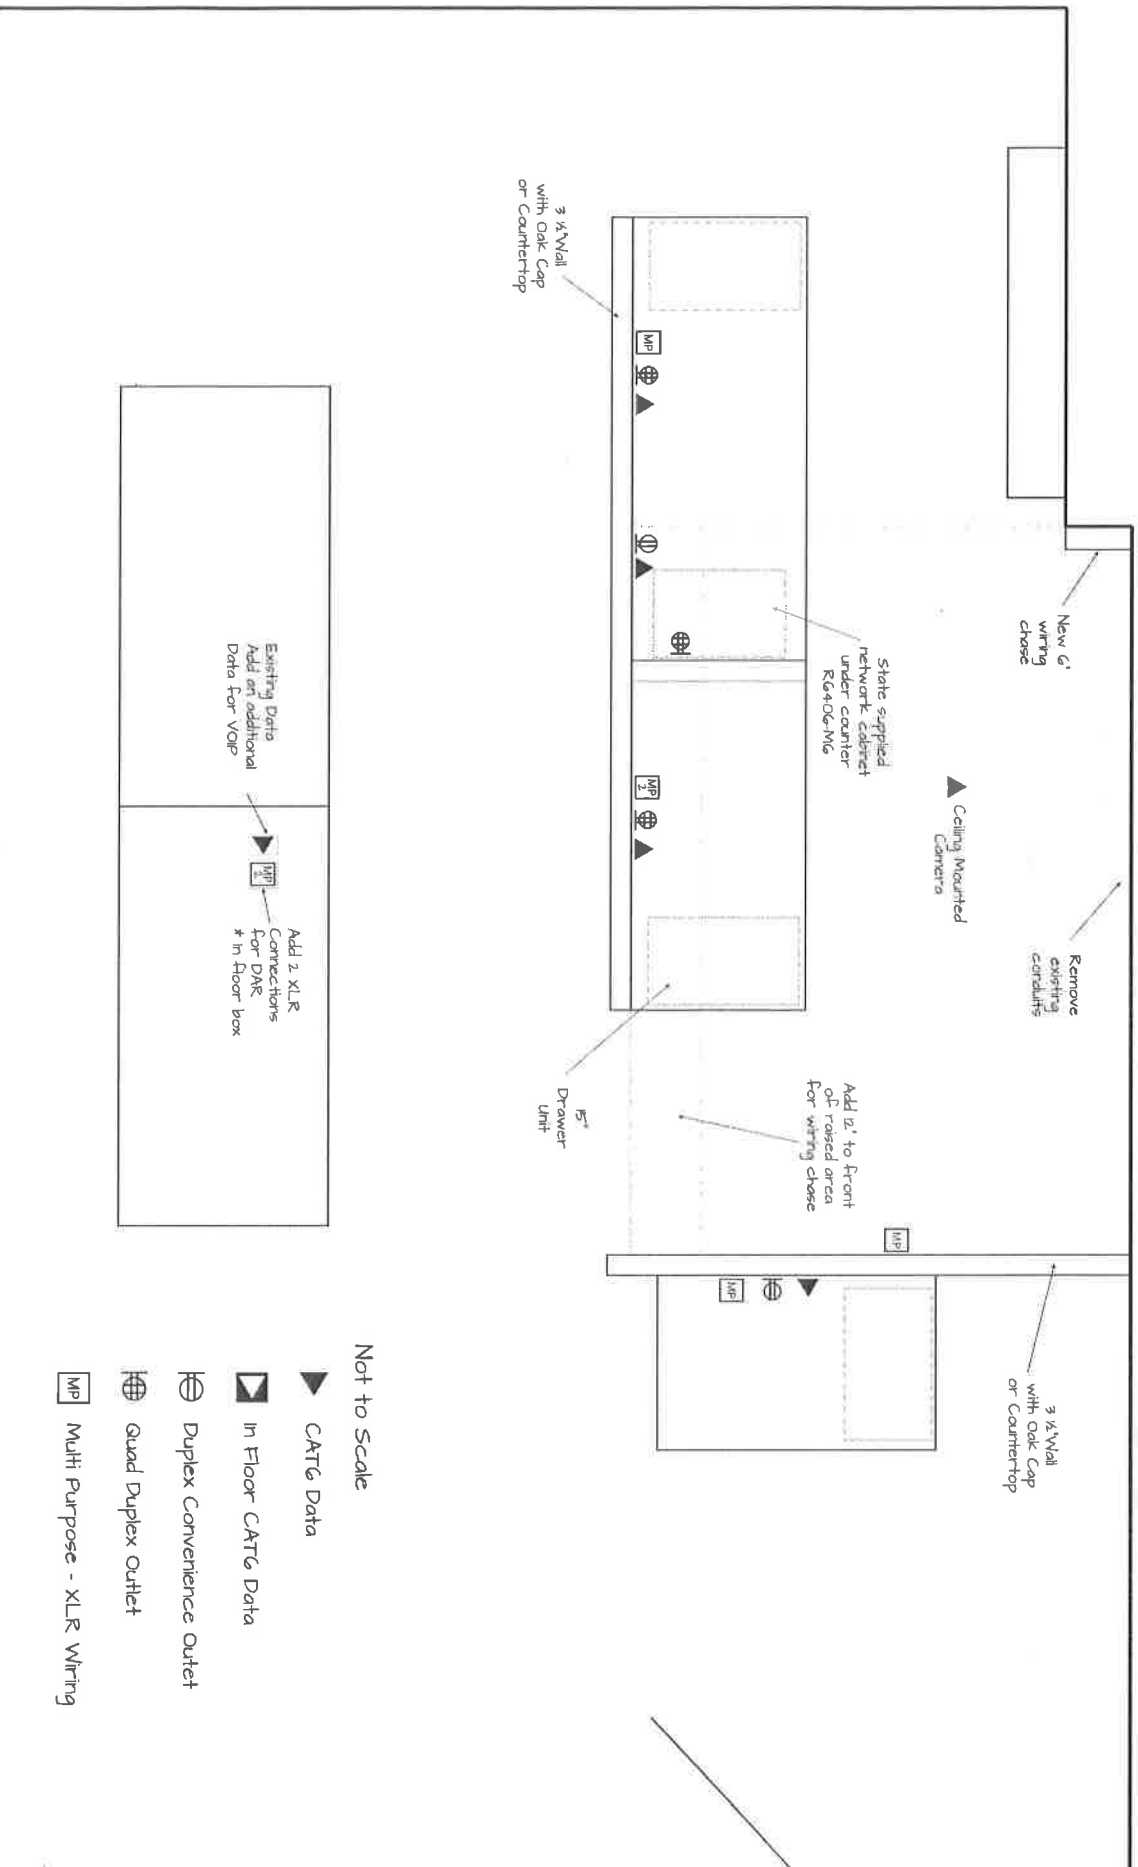 New 6'
wiring
chase
Remove
existing
conduits
Ceiling Mounted
Camera
State supplied
network cabinet
under counter
RG406-MG
3 ½"Wall
with Oak Cap
or Countertop
3 ½"Wall
with Oak Cap
or Countertop
Add 12' to front
of raised area
for wiring chase
MP
MP
2
MP
MP
15"
Drawer
Unit
Existing Data
Add an additional
Data for VOIP
MP
2
Add 2 XLR
Connections
for DAR
* In floor box
Not to Scale
CAT6 Data
In Floor CAT6 Data
Duplex Convenience Outet
Quad Duplex Outlet
MP Multi Purpose - XLR Wiring